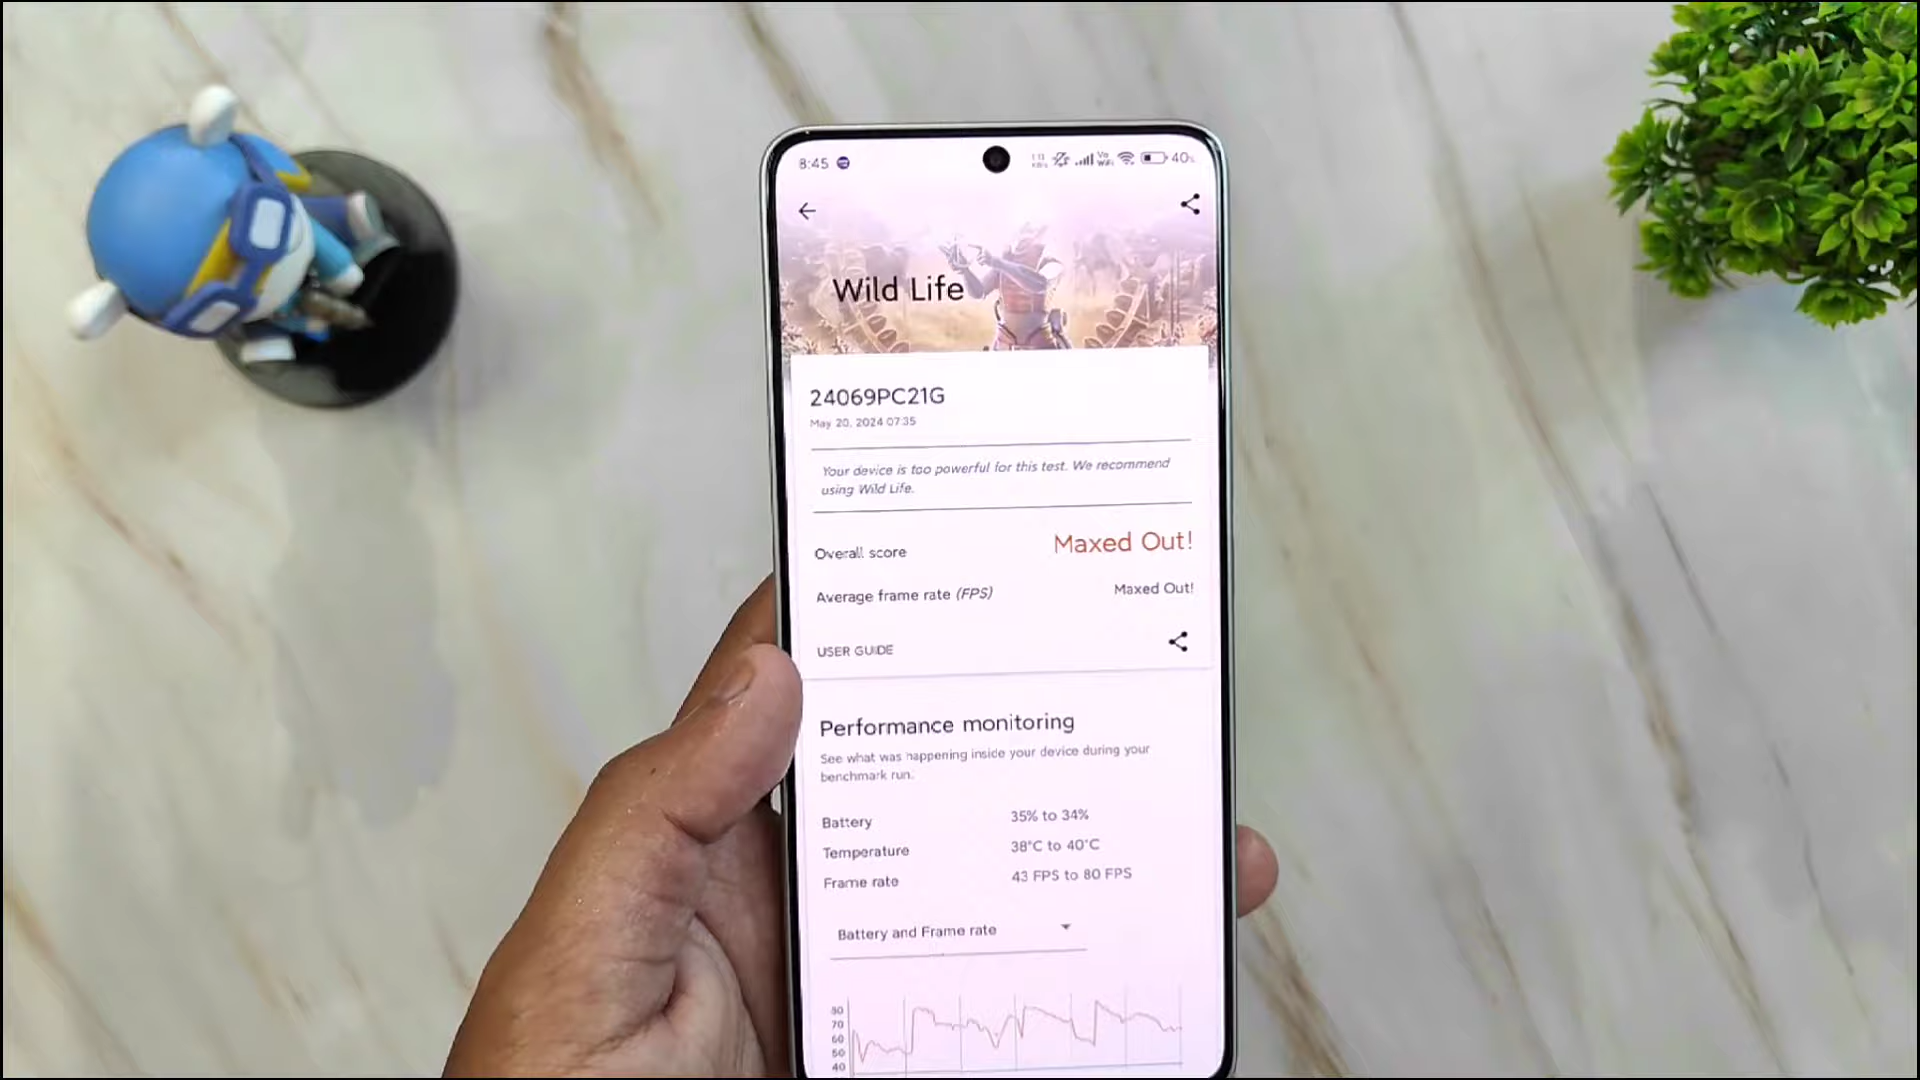 8:45 40%
Wild Life
24069PC21G
May 20, 2024 07:35
Your device is too powerful for this test. We recommend
using Wild Life.
Overall score Maxed Out!
Average frame rate (FPS) Maxed Out!
USER GUIDE
Performance monitoring
See what was happening inside your device during your
benchmark run.
Battery 35% to 34%
Temperature 38°C to 40°C
Frame rate 43 FPS to 80 FPS
Battery and Frame rate
80
70
60
50
40